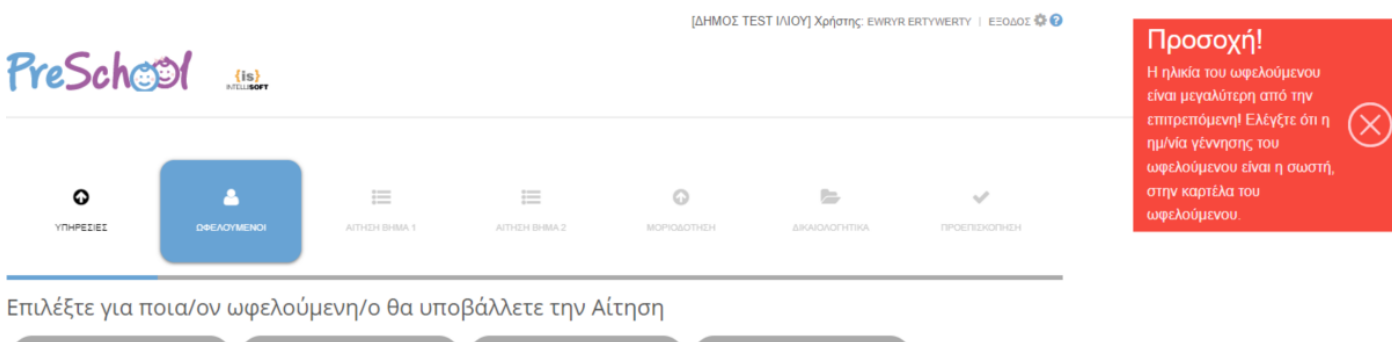 [ΔΗΜΟΣ TEST ΙΛΙΟΥ] Χρήστης: EWRYR ERTYWERTY | ΕΞΟΔΟΣ
PreSchool
{is}
INTELLISOFT
Προσοχή!
Η ηλικία του ωφελούμενου
είναι μεγαλύτερη από την
επιτρεπόμενη! Ελέγξτε ότι η
ημ/νία γέννησης του
ωφελούμενου είναι η σωστή,
στην καρτέλα του
ωφελούμενου.
ΥΠΗΡΕΣΙΕΣ
ΩΦΕΛΟΥΜΕΝΟΙ
ΑΙΤΗΣΗ ΒΗΜΑ 1
ΑΙΤΗΣΗ ΒΗΜΑ 2
ΜΟΡΙΟΔΟΤΗΣΗ
ΔΙΚΑΙΟΛΟΓΗΤΙΚΑ
ΠΡΟΕΠΙΣΚΟΠΗΣΗ
Επιλέξτε για ποια/ον ωφελούμενη/ο θα υποβάλλετε την Αίτηση